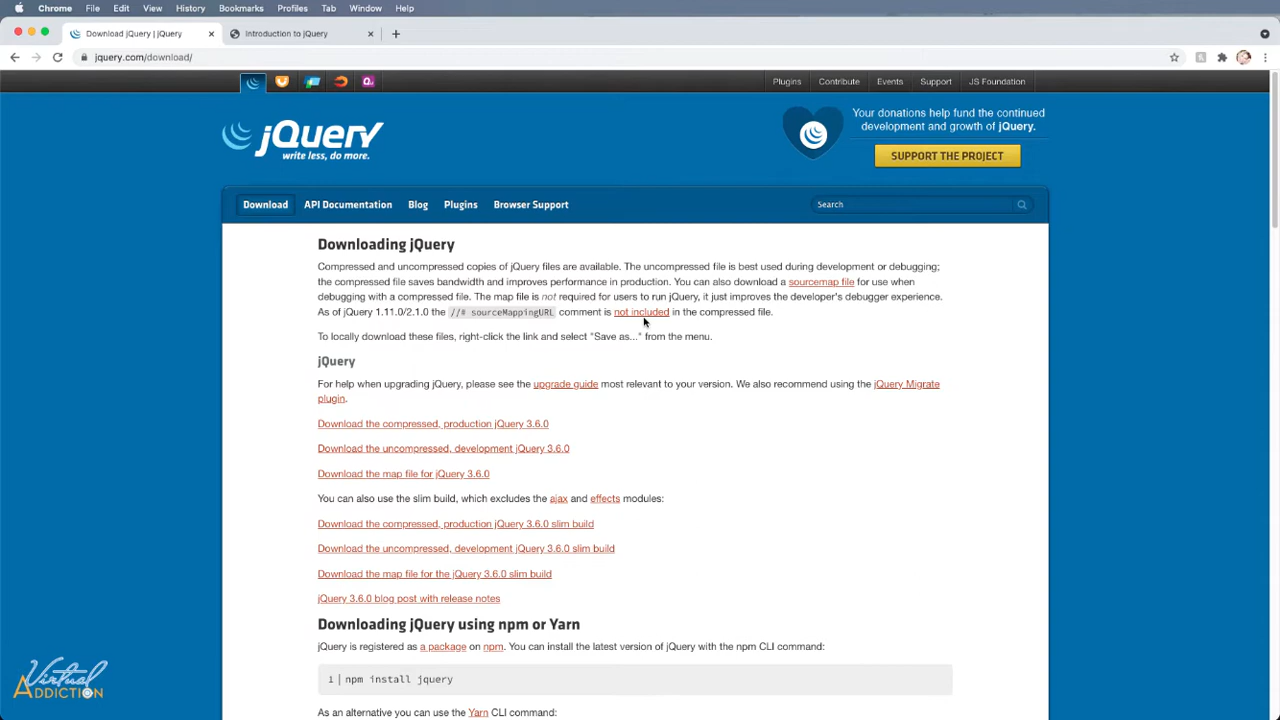 Chrome File Edit View History Bookmarks Profiles Tab Window Help
Download jQuery | jQuery
Introduction to jQuery
jquery.com/download/
Plugins Contribute Events Support JS Foundation
jQuery
write less, do more.
Your donations help fund the continued
development and growth of jQuery.
SUPPORT THE PROJECT
Download API Documentation Blog Plugins Browser Support
Search
Downloading jQuery
Compressed and uncompressed copies of jQuery files are available. The uncompressed file is best used during development or debugging;
the compressed file saves bandwidth and improves performance in production. You can also download a sourcemap file for use when
debugging with a compressed file. The map file is not required for users to run jQuery, it just improves the developer's debugger experience.
As of jQuery 1.11.0/2.1.0 the //# sourceMappingURL comment is not included in the compressed file.
To locally download these files, right-click the link and select "Save as..." from the menu.
jQuery
For help when upgrading jQuery, please see the upgrade guide most relevant to your version. We also recommend using the jQuery Migrate
plugin.
Download the compressed, production jQuery 3.6.0
Download the uncompressed, development jQuery 3.6.0
Download the map file for jQuery 3.6.0
You can also use the slim build, which excludes the ajax and effects modules:
Download the compressed, production jQuery 3.6.0 slim build
Download the uncompressed, development jQuery 3.6.0 slim build
Download the map file for the jQuery 3.6.0 slim build
jQuery 3.6.0 blog post with release notes
Downloading jQuery using npm or Yarn
jQuery is registered as a package on npm. You can install the latest version of jQuery with the npm CLI command:
1 npm install jquery
As an alternative you can use the Yarn CLI command:
Virtual
ADDICTION